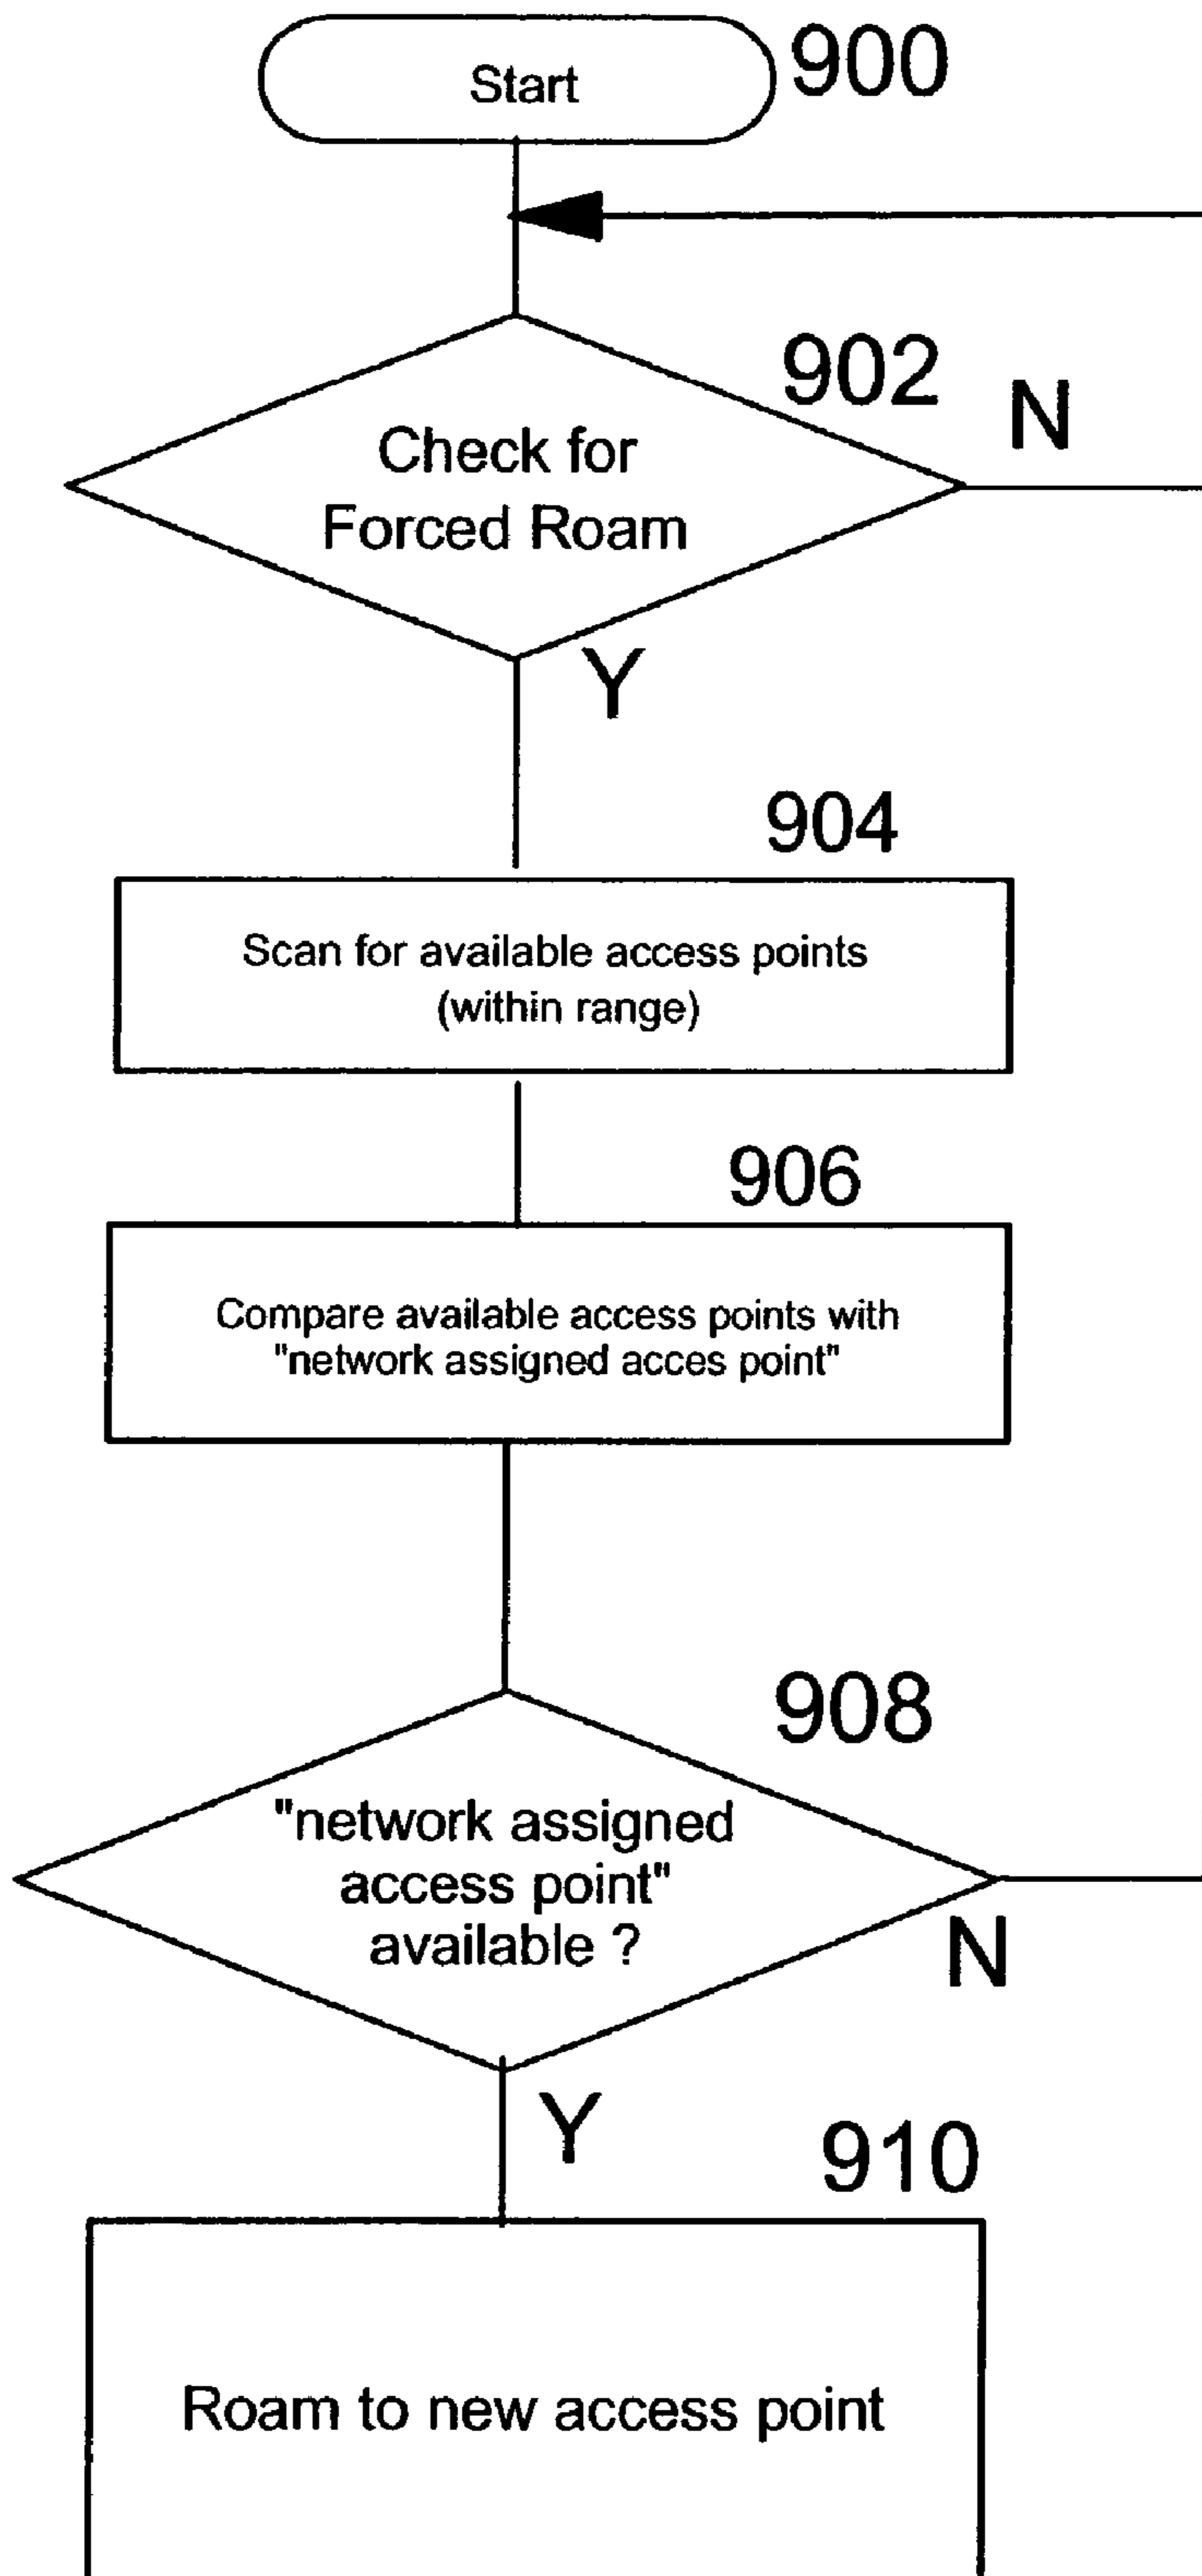 Start
900
902
N
Check for
Forced Roam
Y
904
Scan for available access points
(within range)
906
Compare available access points with
"network assigned acces point"
908
"network assigned
access point"
available ?
N
Y
910
Roam to new access point